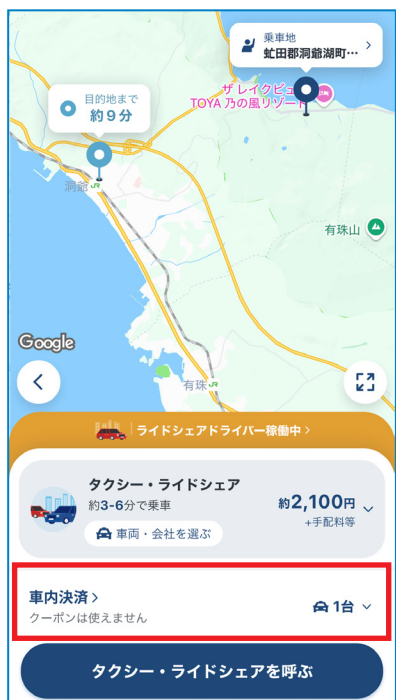 乗車地
虻田郡洞爺湖町…
ザ レイクビュー
TOYA 乃の風リゾート
目的地まで
約9分
洞爺 JR
有珠山
Google
有珠 JR
ライドシェアドライバー稼働中
タクシー・ライドシェア
約3-6分で乗車
約2,100円
+手配料等
車両・会社を選ぶ
車内決済
クーポンは使えません
1台
タクシー・ライドシェアを呼ぶ